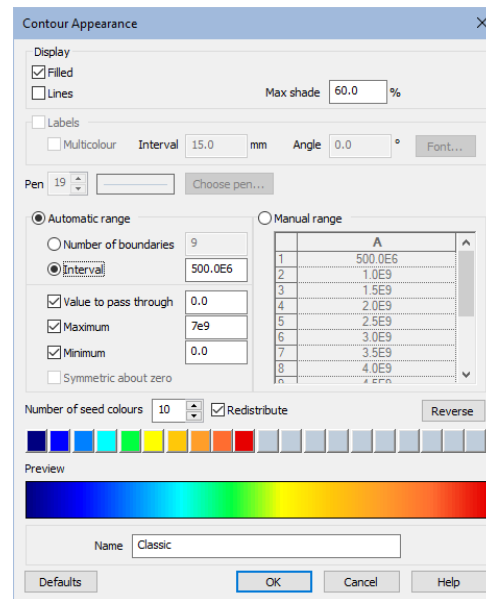 Contour Appearance
Display
Filled
Lines
Max shade 60.0 %
Labels
Multicolour Interval 15.0 mm Angle 0.0 ° Font...
Pen 19 Choose pen...
Automatic range
Number of boundaries 9
Interval 500.0E6
Value to pass through 0.0
Maximum 7e9
Minimum 0.0
Symmetric about zero
Manual range
A
1 500.0E6
2 1.0E9
3 1.5E9
4 2.0E9
5 2.5E9
6 3.0E9
7 3.5E9
8 4.0E9
Number of seed colours 10 Redistribute Reverse
Preview
Name Classic
Defaults OK Cancel Help